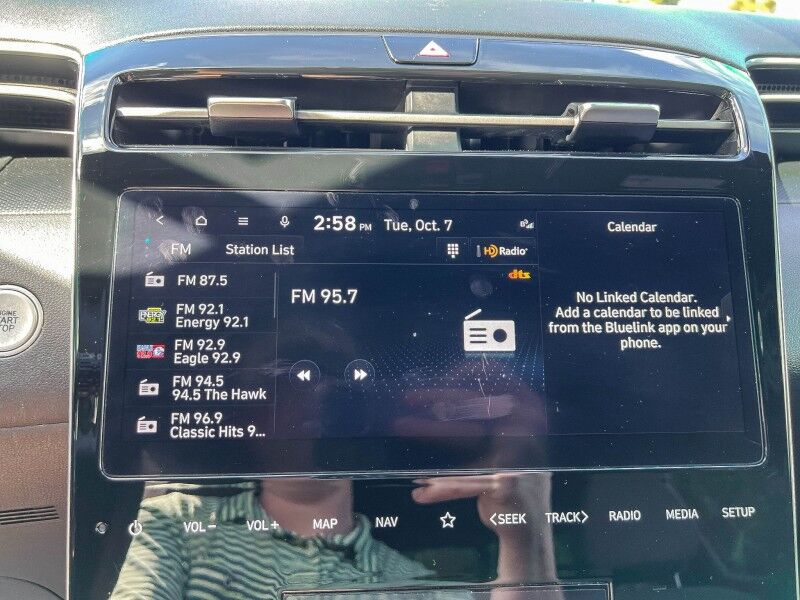 2:58 PM Tue, Oct. 7
Calendar
FM Station List
HD Radio
dts
FM 87.5
FM 92.1
Energy 92.1
FM 92.9
Eagle 92.9
FM 94.5
94.5 The Hawk
FM 96.9
Classic Hits 9...
FM 95.7
No Linked Calendar.
Add a calendar to be linked
from the Bluelink app on your
phone.
ENGINE
START
STOP
VOL− VOL+ MAP NAV <SEEK TRACK> RADIO MEDIA SETUP